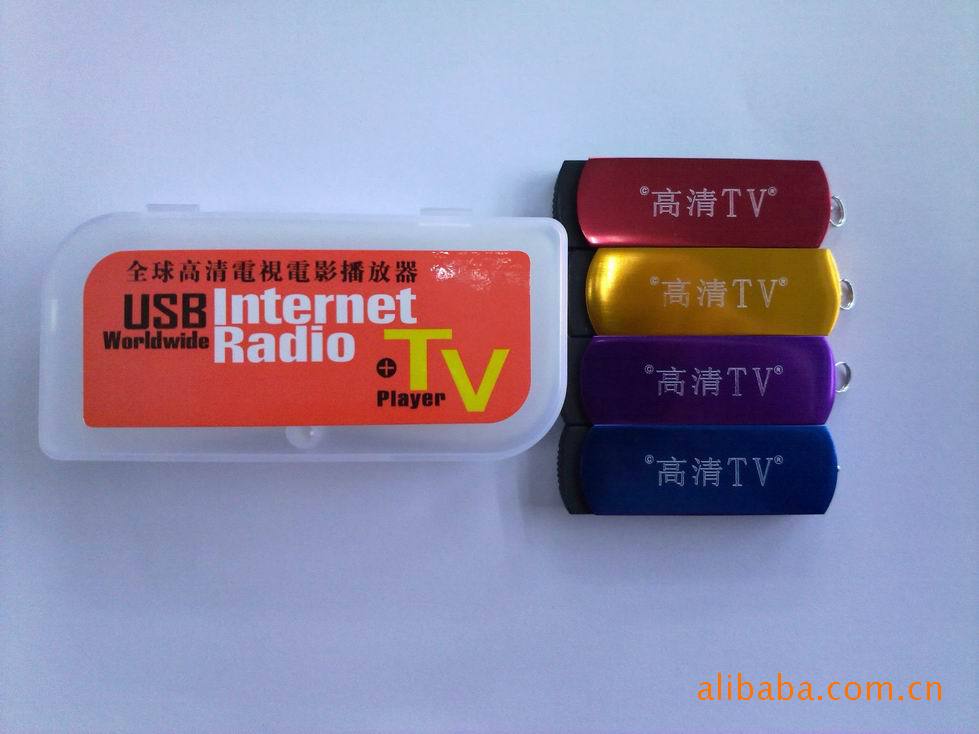 全球高清電視電影播放器
USB Internet
Worldwide Radio
+TV
Player
©高清TV®
©高清TV®
©高清TV®
©高清TV®
alibaba.com.cn